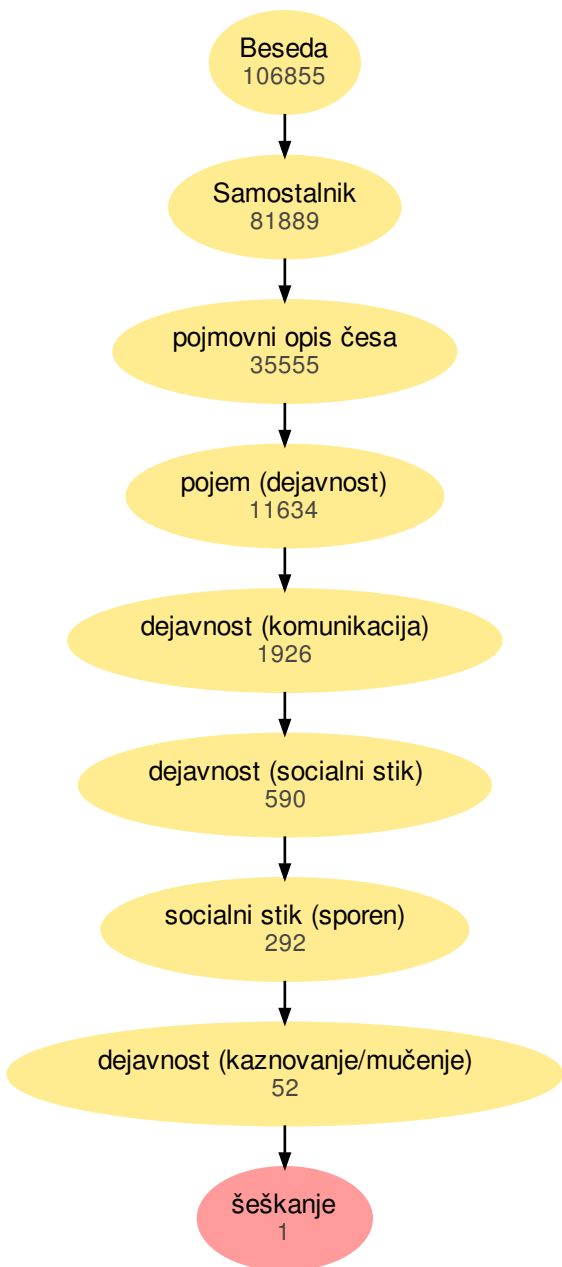 Beseda
106855
Samostalnik
81889
pojmovni opis česa
35555
pojem (dejavnost)
11634
dejavnost (komunikacija)
1926
dejavnost (socialni stik)
590
socialni stik (sporen)
292
dejavnost (kaznovanje/mučenje)
52
šeškanje
1